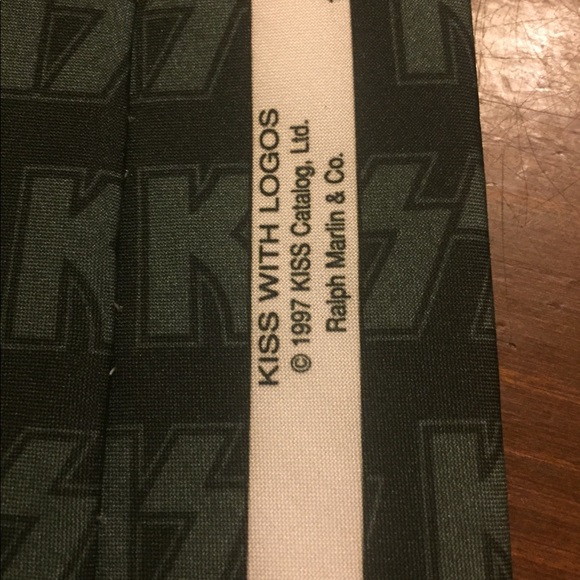 KISS WITH LOGOS
© 1997 KISS Catalog, Ltd.
Ralph Marlin & Co.